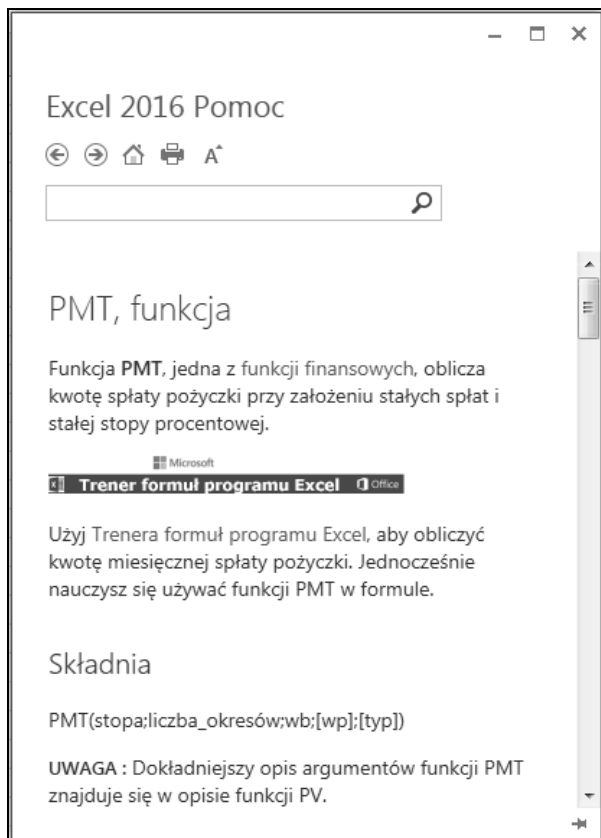 Excel 2016 Pomoc
A
PMT, funkcja
Funkcja PMT, jedna z funkcji finansowych, oblicza
kwotę spłaty pożyczki przy założeniu stałych spłat i
stałej stopy procentowej.
Microsoft
Trener formuł programu Excel Office
Użyj Trenera formuł programu Excel, aby obliczyć
kwotę miesięcznej spłaty pożyczki. Jednocześnie
nauczysz się używać funkcji PMT w formule.
Składnia
PMT(stopa;liczba_okresów;wb;[wp];[typ])
UWAGA : Dokładniejszy opis argumentów funkcji PMT
znajduje się w opisie funkcji PV.